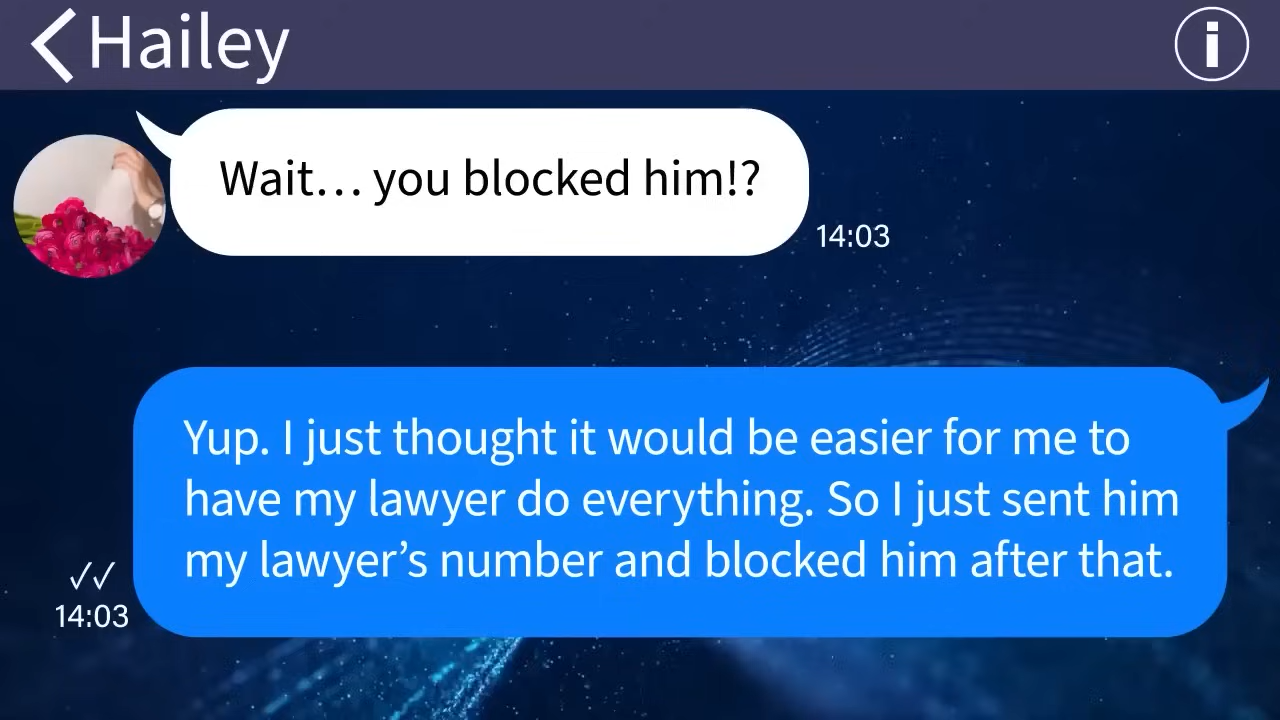 Hailey
Wait… you blocked him!?
14:03
Yup. I just thought it would be easier for me to
have my lawyer do everything. So I just sent him
my lawyer’s number and blocked him after that.
14:03